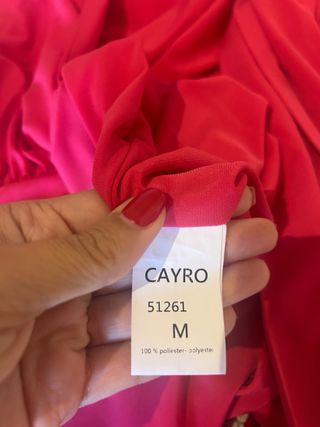 CAYRO
51261
M
100 % poliester- polyester